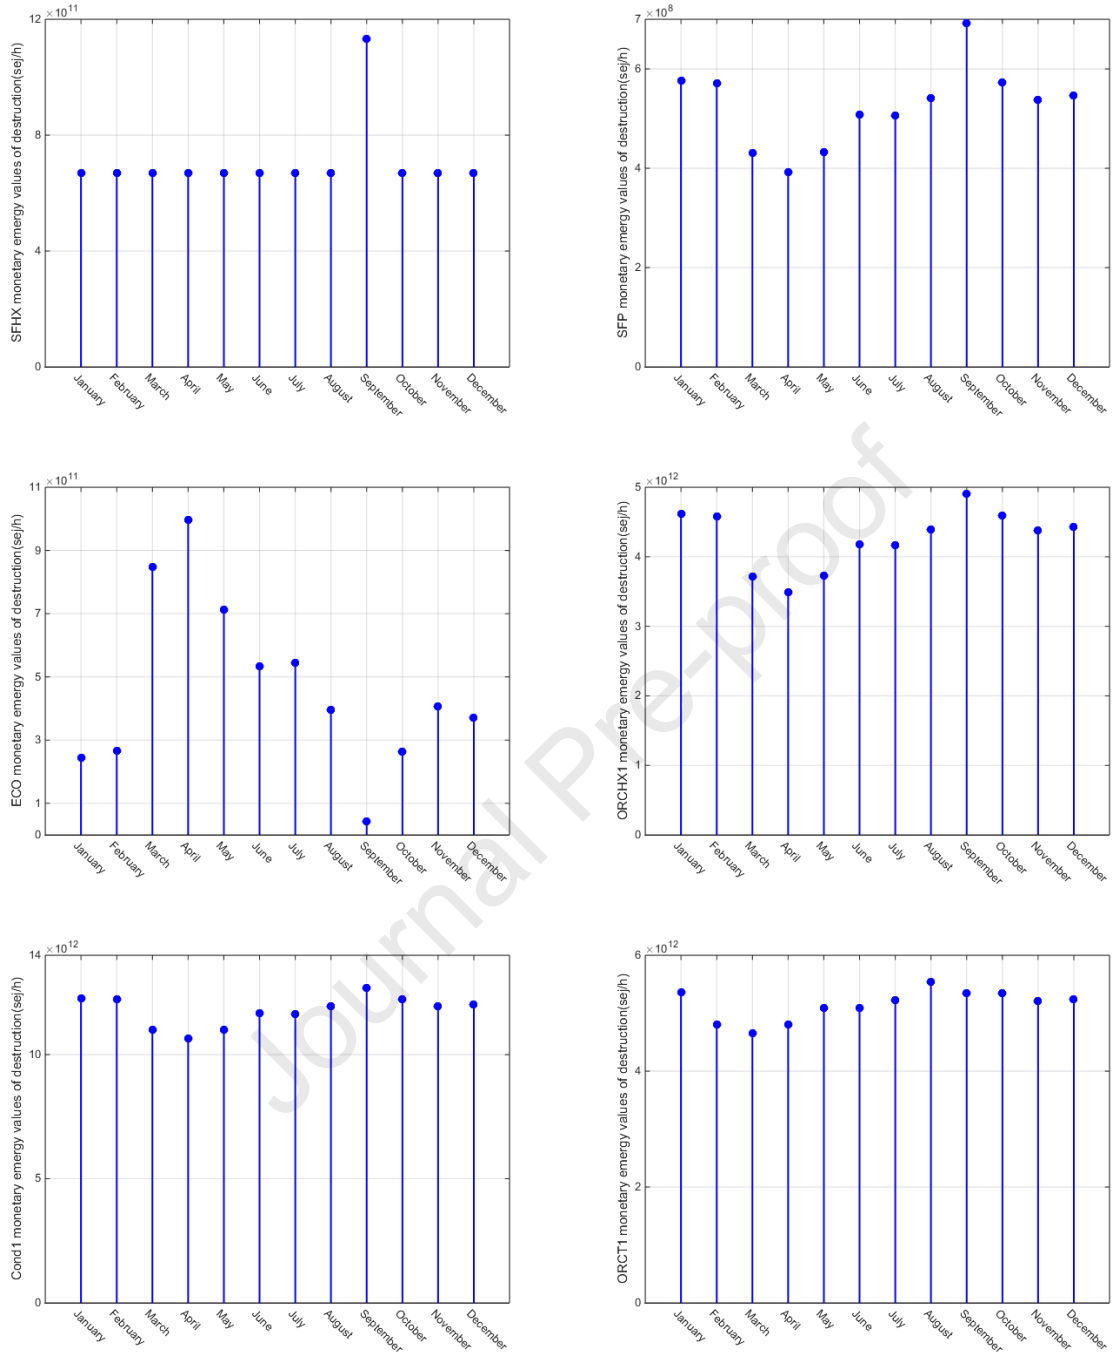 ×10^11
12
8
4
0
SFHX monetary emergy values of destruction(sej/h)
January
February
March
April
May
June
July
August
September
October
November
December
×10^8
7
6
4
2
0
SFP monetary emergy values of destruction(sej/h)
January
February
March
April
May
June
July
August
September
October
November
December
×10^11
11
9
7
5
3
1
0
ECO monetary emergy values of destruction(sej/h)
January
February
March
April
May
June
July
August
September
October
November
December
×10^12
5
4
3
2
1
0
ORCHX1 monetary emergy values of destruction(sej/h)
January
February
March
April
May
June
July
August
September
October
November
December
×10^12
14
10
5
0
Cond1 monetary emergy values of destruction(sej/h)
January
February
March
April
May
June
July
August
September
October
November
December
×10^12
6
4
2
0
ORCT1 monetary emergy values of destruction(sej/h)
January
February
March
April
May
June
July
August
September
October
November
December
Journal Pre-proof